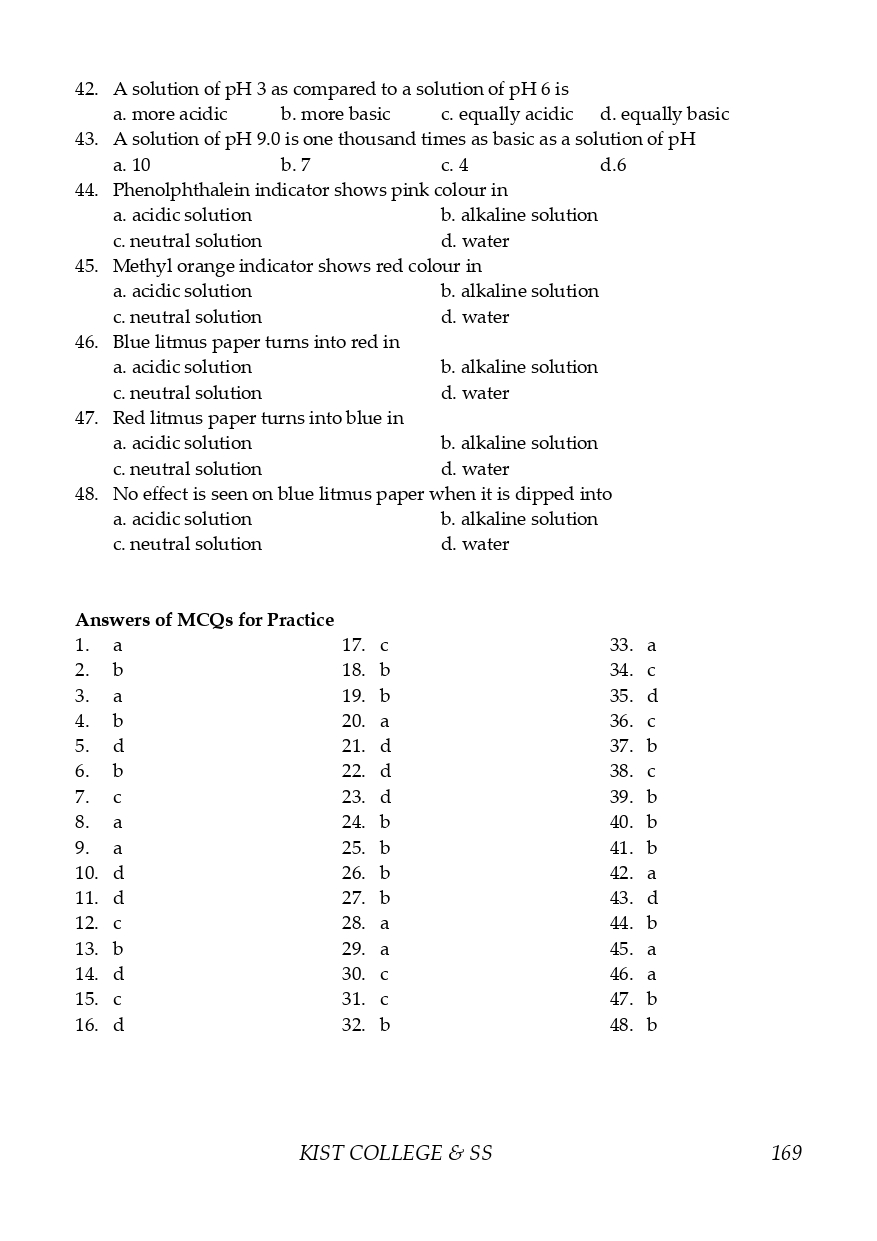 42. A solution of pH 3 as compared to a solution of pH 6 is
a. more acidic b. more basic c. equally acidic d. equally basic
43. A solution of pH 9.0 is one thousand times as basic as a solution of pH
a. 10 b. 7 c. 4 d.6
44. Phenolphthalein indicator shows pink colour in
a. acidic solution b. alkaline solution
c. neutral solution d. water
45. Methyl orange indicator shows red colour in
a. acidic solution b. alkaline solution
c. neutral solution d. water
46. Blue litmus paper turns into red in
a. acidic solution b. alkaline solution
c. neutral solution d. water
47. Red litmus paper turns into blue in
a. acidic solution b. alkaline solution
c. neutral solution d. water
48. No effect is seen on blue litmus paper when it is dipped into
a. acidic solution b. alkaline solution
c. neutral solution d. water
Answers of MCQs for Practice
1. a 17. c 33. a
2. b 18. b 34. c
3. a 19. b 35. d
4. b 20. a 36. c
5. d 21. d 37. b
6. b 22. d 38. c
7. c 23. d 39. b
8. a 24. b 40. b
9. a 25. b 41. b
10. d 26. b 42. a
11. d 27. b 43. d
12. c 28. a 44. b
13. b 29. a 45. a
14. d 30. c 46. a
15. c 31. c 47. b
16. d 32. b 48. b
KIST COLLEGE & SS 169